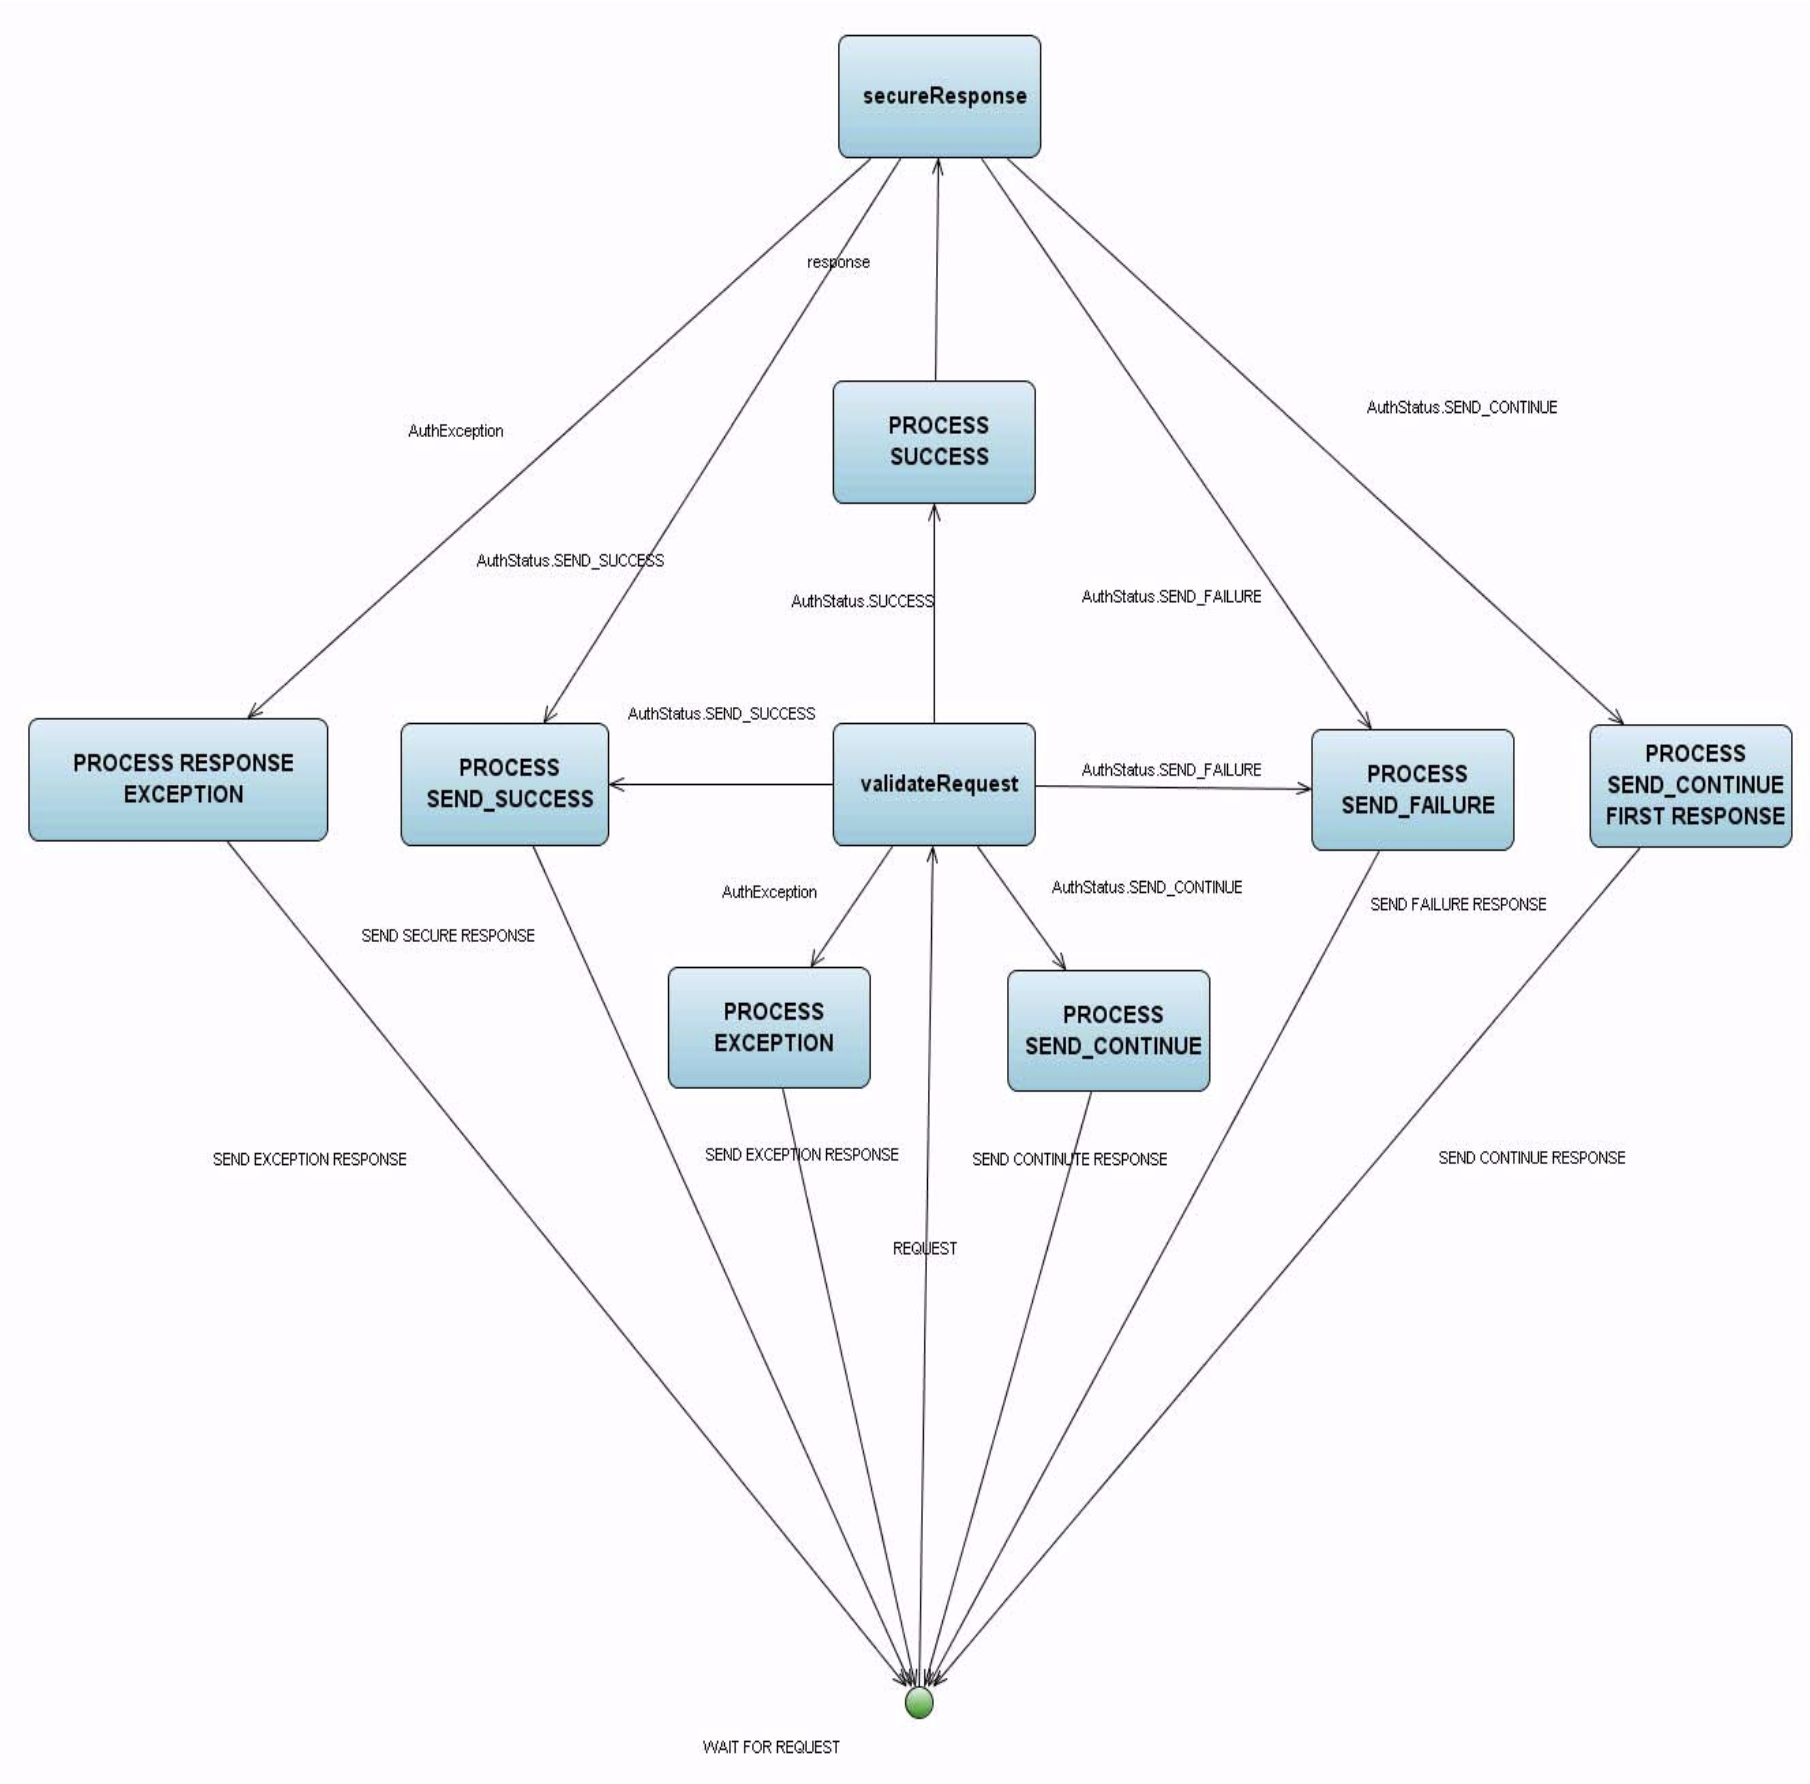 secureResponse
response
AuthStatus.SEND_CONTINUE
AuthException
PROCESS
SUCCESS
AuthStatus.SEND_SUCCESS
AuthStatus.SUCCESS
AuthStatus.SEND_FAILURE
AuthStatus.SEND_SUCCESS
PROCESS RESPONSE
EXCEPTION
PROCESS
SEND_SUCCESS
validateRequest
AuthStatus.SEND_FAILURE
PROCESS
SEND_FAILURE
PROCESS
SEND_CONTINUE
FIRST RESPONSE
AuthException
AuthStatus.SEND_CONTINUE
SEND FAILURE RESPONSE
SEND SECURE RESPONSE
PROCESS
EXCEPTION
PROCESS
SEND_CONTINUE
SEND EXCEPTION RESPONSE
SEND EXCEPTION RESPONSE
SEND CONTINUTE RESPONSE
SEND CONTINUE RESPONSE
REQUEST
WAIT FOR REQUEST